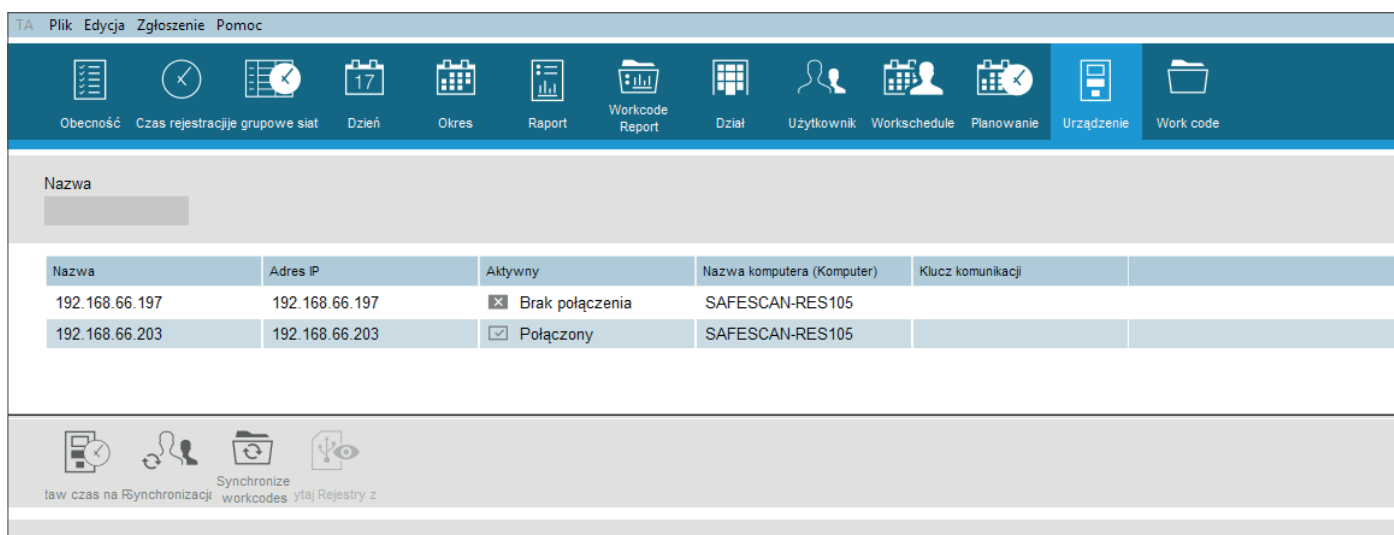 TA Plik Edycja Zgłoszenie Pomoc
17
Workcode
Obecność Czas rejestracjije grupowe siat Dzień Okres Raport Report Dział Użytkownik Workschedule Planowanie Urządzenie Work code
Nazwa
Nazwa Adres IP Aktywny Nazwa komputera (Komputer) Klucz komunikacji
192.168.66.197 192.168.66.197 Brak połączenia SAFESCAN-RES105
192.168.66.203 192.168.66.203 Połączony SAFESCAN-RES105
Synchronize
taw czas na Synchronizacja workcodes ytaj Rejestry z